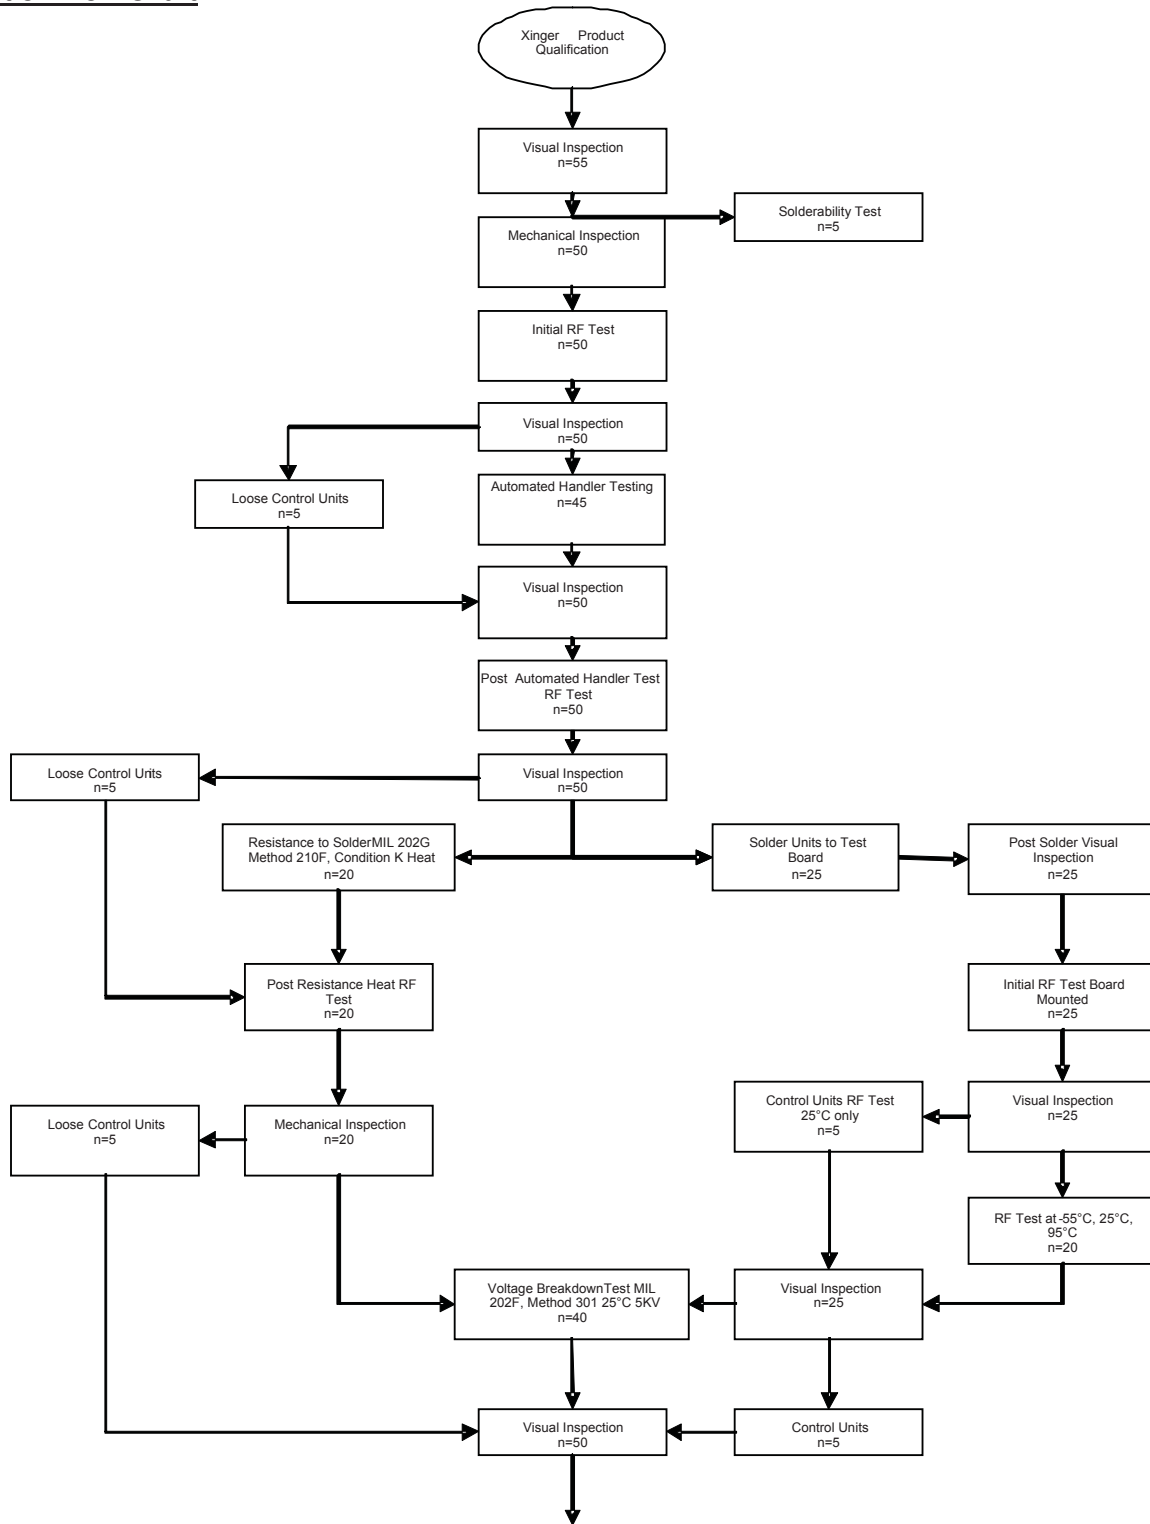 Xinger Product
Qualification
Visual Inspection
n=55
Solderability Test
n=5
Mechanical Inspection
n=50
Initial RF Test
n=50
Visual Inspection
n=50
Automated Handler Testing
n=45
Loose Control Units
n=5
Visual Inspection
n=50
Post Automated Handler Test
RF Test
n=50
Loose Control Units
n=5
Visual Inspection
n=50
Resistance to SolderMIL 202G
Method 210F, Condition K Heat
n=20
Solder Units to Test
Board
n=25
Post Solder Visual
Inspection
n=25
Post Resistance Heat RF
Test
n=20
Initial RF Test Board
Mounted
n=25
Loose Control Units
n=5
Mechanical Inspection
n=20
Control Units RF Test
25°C only
n=5
Visual Inspection
n=25
RF Test at -55°C, 25°C,
95°C
n=20
Voltage BreakdownTest MIL
202F, Method 301 25°C 5KV
n=40
Visual Inspection
n=25
Visual Inspection
n=50
Control Units
n=5